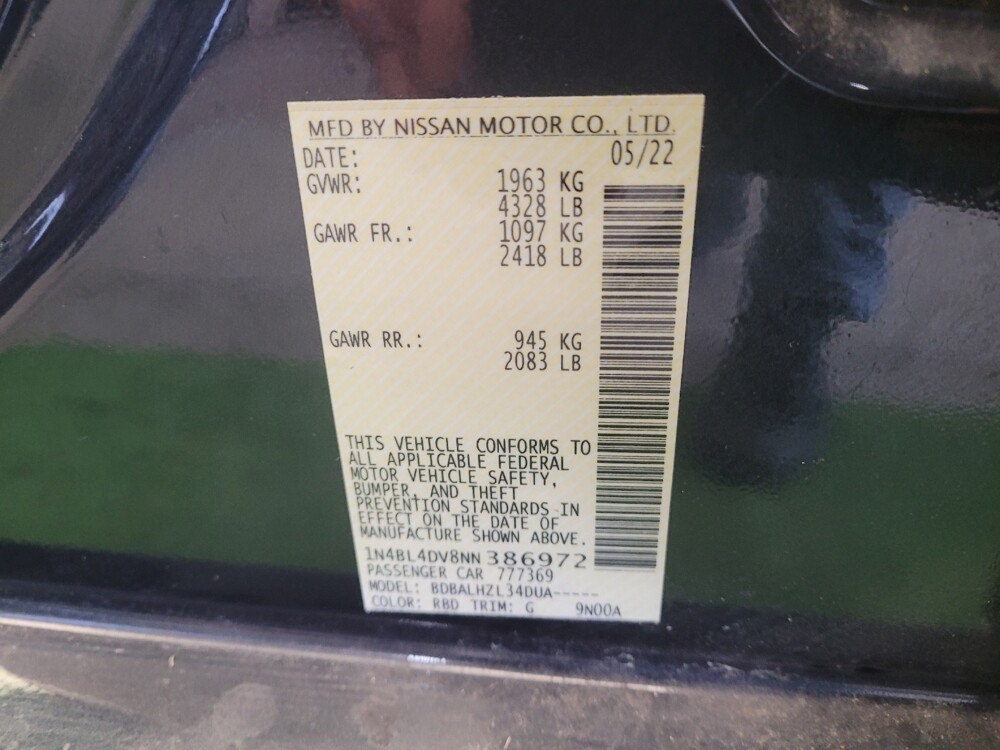 MFD BY NISSAN MOTOR CO., LTD.
DATE: 05/22
GVWR: 1963 KG
4328 LB
GAWR FR.: 1097 KG
2418 LB
GAWR RR.: 945 KG
2083 LB
THIS VEHICLE CONFORMS TO
ALL APPLICABLE FEDERAL
MOTOR VEHICLE SAFETY,
BUMPER, AND THEFT
PREVENTION STANDARDS IN
EFFECT ON THE DATE OF
MANUFACTURE SHOWN ABOVE.
1N4BL4DV8NN 386972
PASSENGER CAR 777369
MODEL: BDBALHZL34DUA-----
COLOR: RBD TRIM: G 9N00A